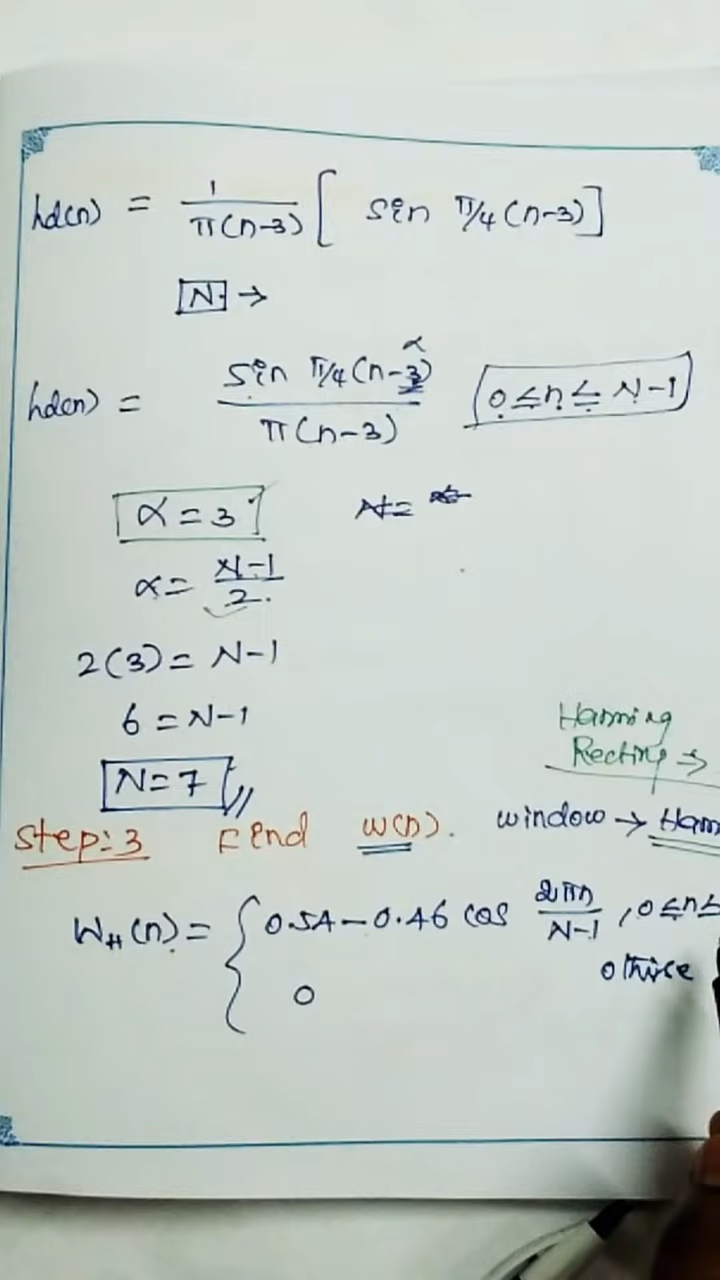 hd(n) = 1/π(n-3) [ sin π/4 (n-3) ]
N →
hd(n) = sin π/4 (n-3) / π(n-3) 0 ≤ n ≤ N-1
α
α = 3 N =
α = N-1/2
2(3) = N-1
6 = N-1
N = 7
Haming
Recting →
Step:3 Find w(n). window → Ham
W_H(n) = { 0.54 - 0.46 cos 2πn/N-1 , 0 ≤ n ≤
0 othrice